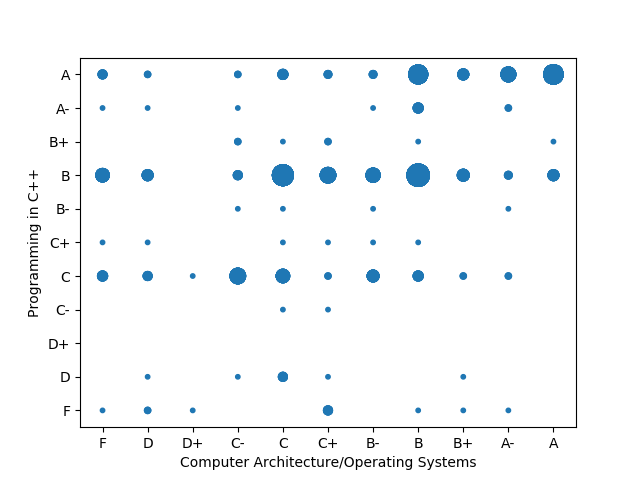 A
A-
B+
B
B-
C+
C
C-
D+
D
F
Programming in C++
F D D+ C- C C+ B- B B+ A- A
Computer Architecture/Operating Systems